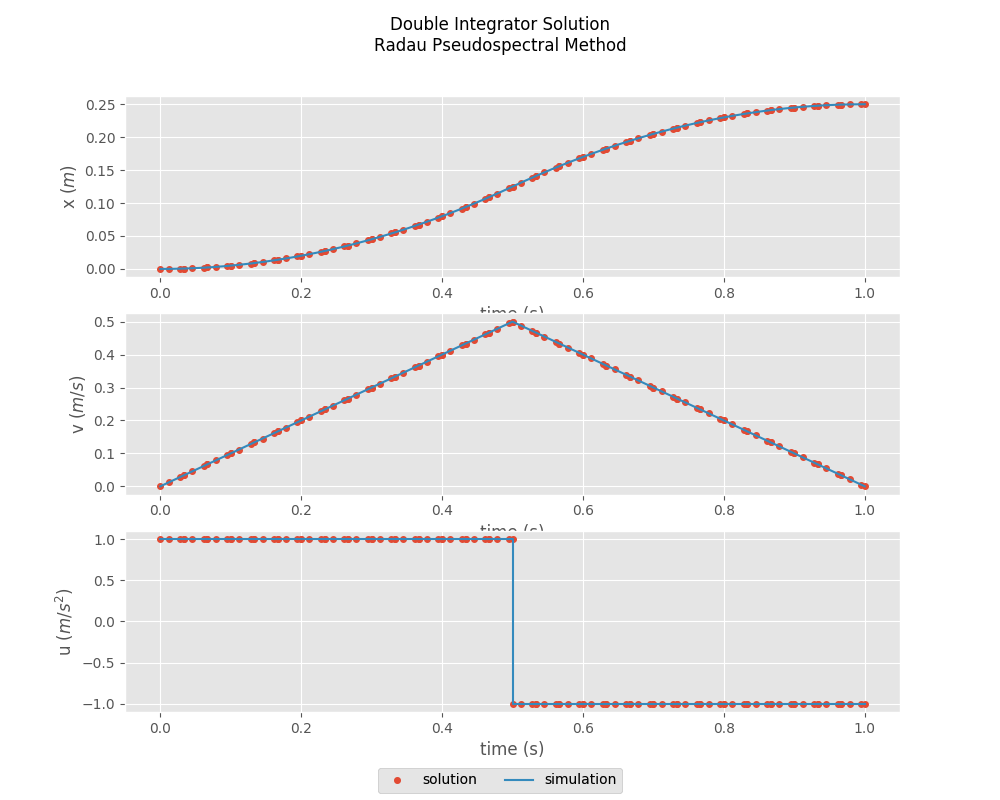 Double Integrator Solution
Radau Pseudospectral Method
x (m)
0.25
0.20
0.15
0.10
0.05
0.00
0.0 0.2 0.4 0.6 0.8 1.0
time (s)
v (m/s)
0.5
0.4
0.3
0.2
0.1
0.0
0.0 0.2 0.4 0.6 0.8 1.0
time (s)
u (m/s²)
1.0
0.5
0.0
−0.5
−1.0
0.0 0.2 0.4 0.6 0.8 1.0
time (s)
solution simulation